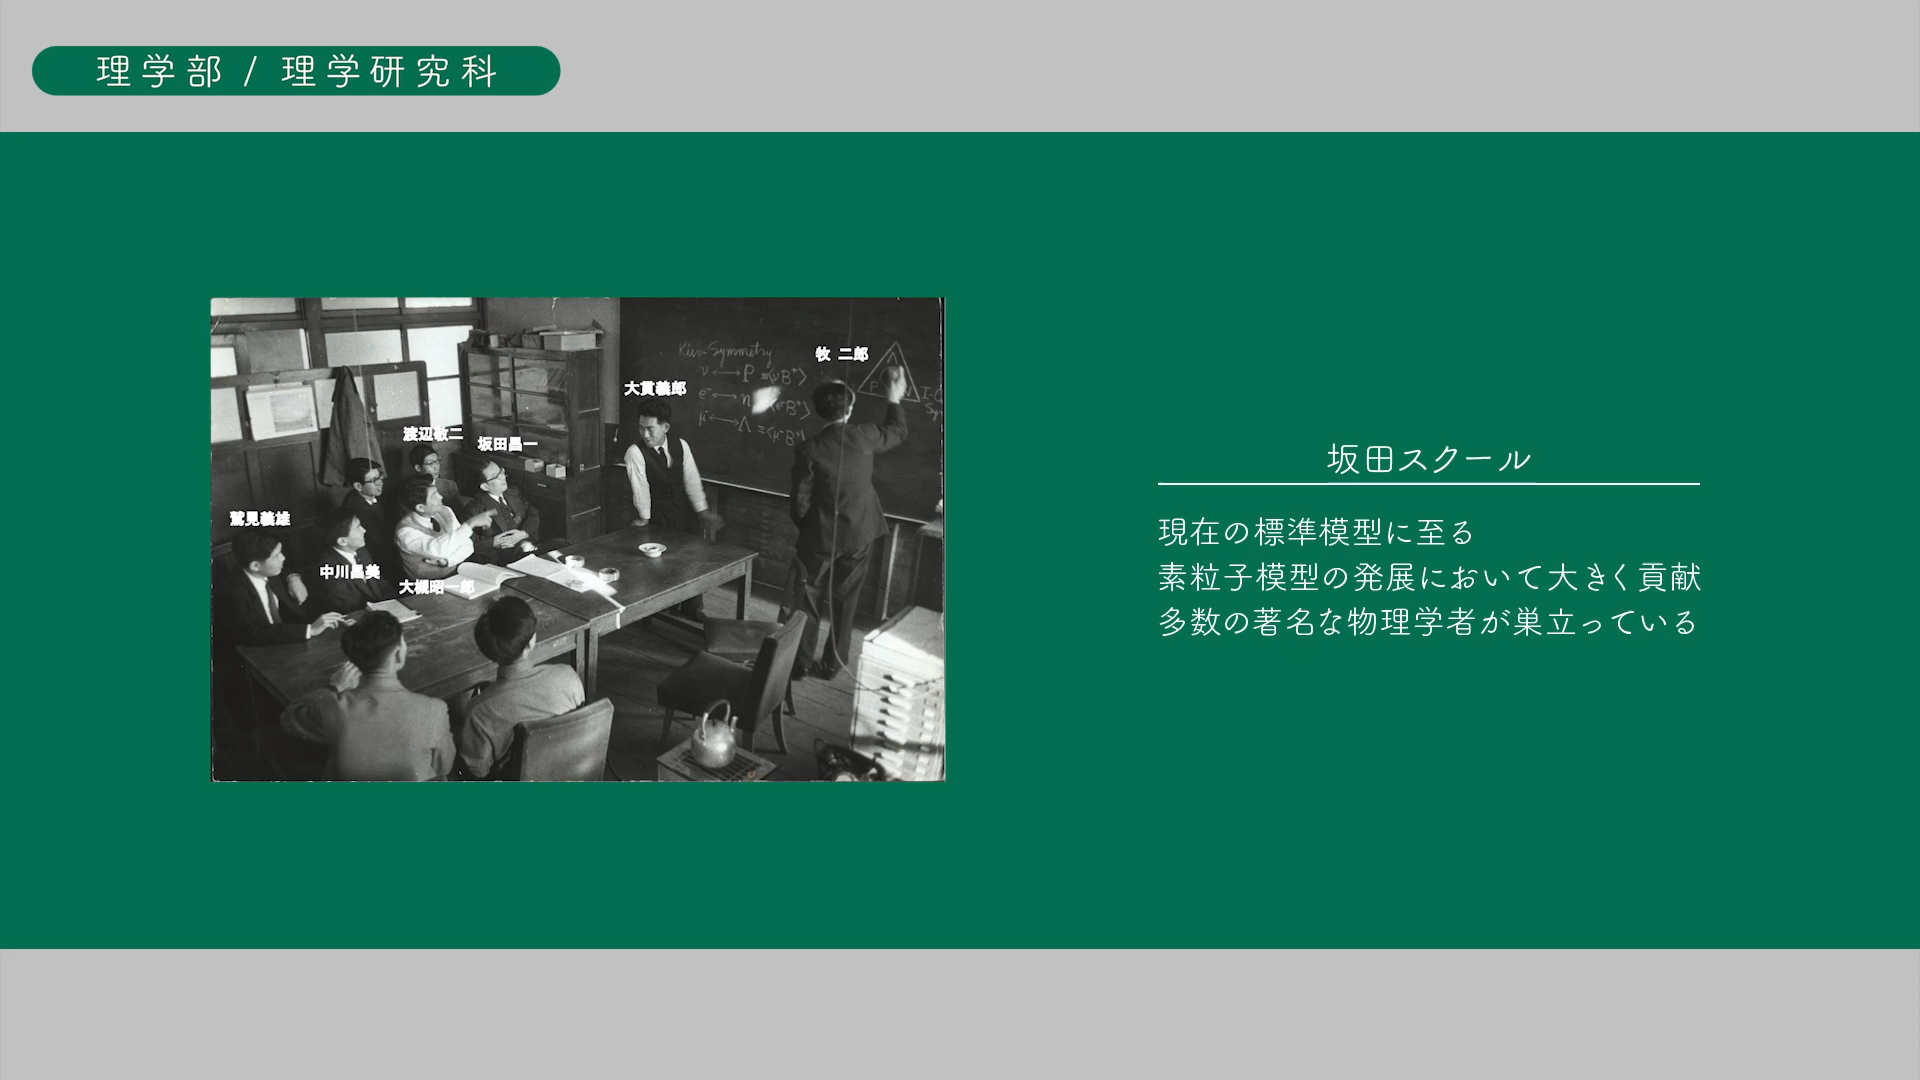 理学部 / 理学研究科
Kiev Symmetry
牧 二郎
大貫義郎
渡辺敬二
坂田昌一
鷲見義雄
中川昌美
大槻昭一郎
坂田スクール
現在の標準模型に至る
素粒子模型の発展において大きく貢献
多数の著名な物理学者が巣立っている